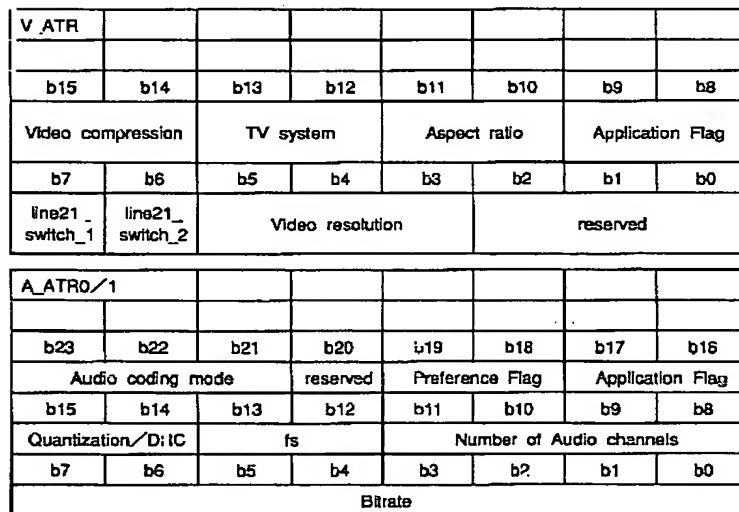 V_ATR
b15 b14 b13 b12 b11 b10 b9 b8
Video compression TV system Aspect ratio Application Flag
b7 b6 b5 b4 b3 b2 b1 b0
line21_ line21_
switch_1 switch_2 Video resolution reserved
A_ATR0/1
b23 b22 b21 b20 b19 b18 b17 b16
Audio coding mode reserved Preference Flag Application Flag
b15 b14 b13 b12 b11 b10 b9 b8
Quantization/DRC fs Number of Audio channels
b7 b6 b5 b4 b3 b2 b1 b0
Bitrate